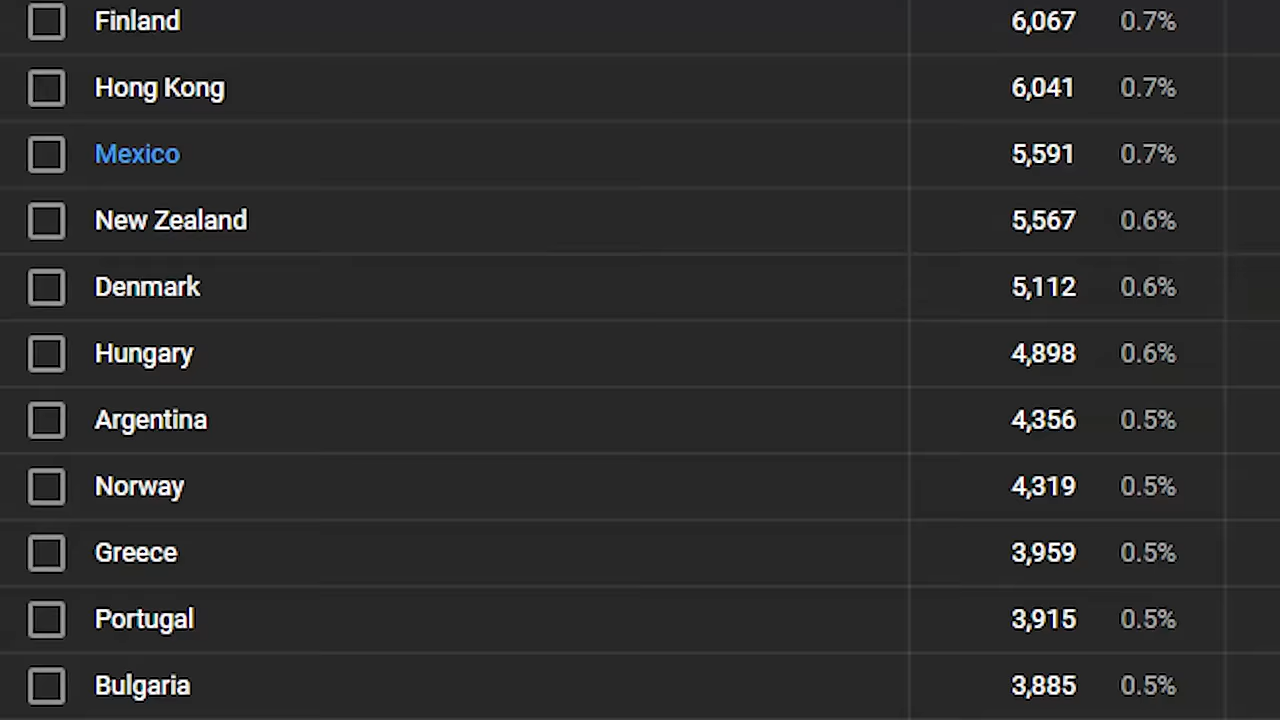 Finland 6,067 0.7%
Hong Kong 6,041 0.7%
Mexico 5,591 0.7%
New Zealand 5,567 0.6%
Denmark 5,112 0.6%
Hungary 4,898 0.6%
Argentina 4,356 0.5%
Norway 4,319 0.5%
Greece 3,959 0.5%
Portugal 3,915 0.5%
Bulgaria 3,885 0.5%